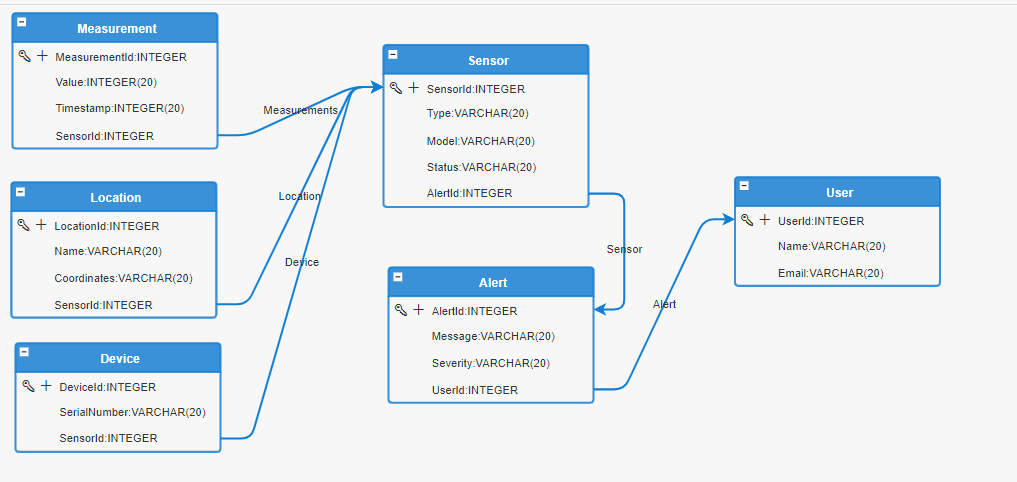 Measurement
MeasurementId:INTEGER
Value:INTEGER(20)
Timestamp:INTEGER(20)
SensorId:INTEGER
Location
LocationId:INTEGER
Name:VARCHAR(20)
Coordinates:VARCHAR(20)
SensorId:INTEGER
Device
DeviceId:INTEGER
SerialNumber:VARCHAR(20)
SensorId:INTEGER
Measurements
Location
Device
Sensor
SensorId:INTEGER
Type:VARCHAR(20)
Model:VARCHAR(20)
Status:VARCHAR(20)
AlertId:INTEGER
Sensor
Alert
AlertId:INTEGER
Message:VARCHAR(20)
Severity:VARCHAR(20)
UserId:INTEGER
Alert
User
UserId:INTEGER
Name:VARCHAR(20)
Email:VARCHAR(20)